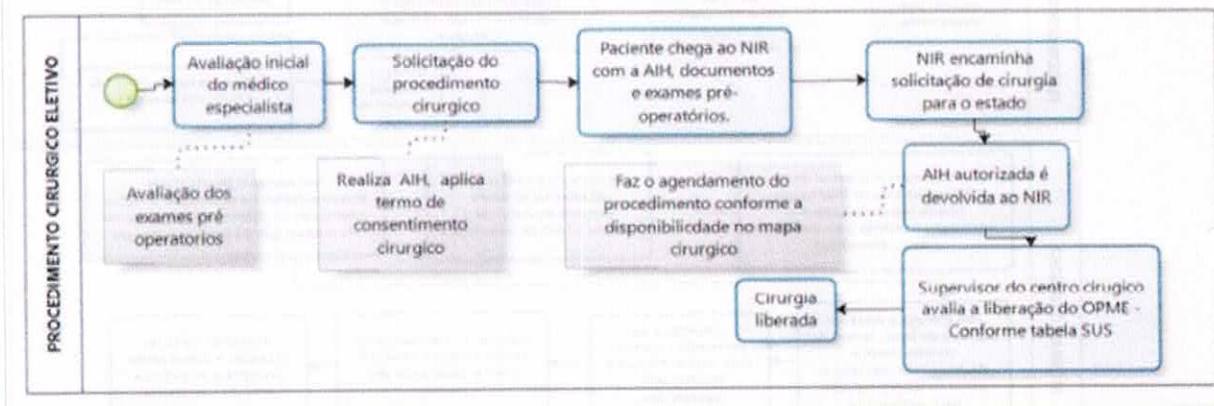 PROCEDIMENTO CIRURGICO ELETIVO
Avaliação inicial
do médico
especialista
Solicitação do
procedimento
cirurgico
Paciente chega ao NIR
com a AIH, documentos
e exames pré-
operatórios.
NIR encaminha
solicitação de cirurgia
para o estado
Avaliação dos
exames pré
operatorios
Realiza AIH, aplica
termo de
consentimento
cirurgico
Faz o agendamento do
procedimento conforme a
disponibilicdade no mapa
cirurgico
AIH autorizada é
devolvida ao NIR
Cirurgia
liberada
Supervisor do centro cirugico
avalia a liberação do OPME -
Conforme tabela SUS